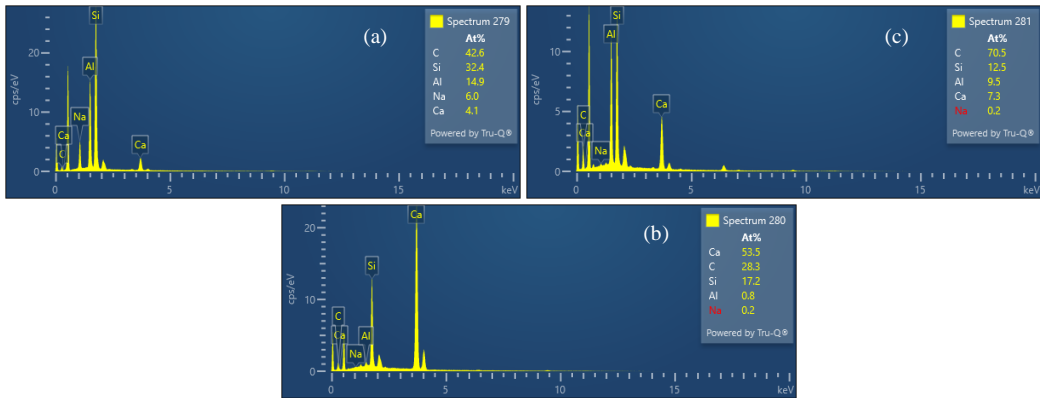 (a)
Spectrum 279
At%
C 42.6
Si 32.4
Al 14.9
Na 6.0
Ca 4.1
Powered by Tru-Q®
cps/eV
20
10
0
Si
Al
Na
Ca
C
Ca
0 5 10 15 keV
(c)
Spectrum 281
At%
C 70.5
Si 12.5
Al 9.5
Ca 7.3
Na 0.2
Powered by Tru-Q®
cps/eV
10
5
0
Si
Al
C
Ca
Na
Ca
0 5 10 15 keV
(b)
Spectrum 280
At%
Ca 53.5
C 28.3
Si 17.2
Al 0.8
Na 0.2
Powered by Tru-Q®
cps/eV
20
10
0
Ca
Si
C
Ca
Al
Na
0 5 10 15 keV